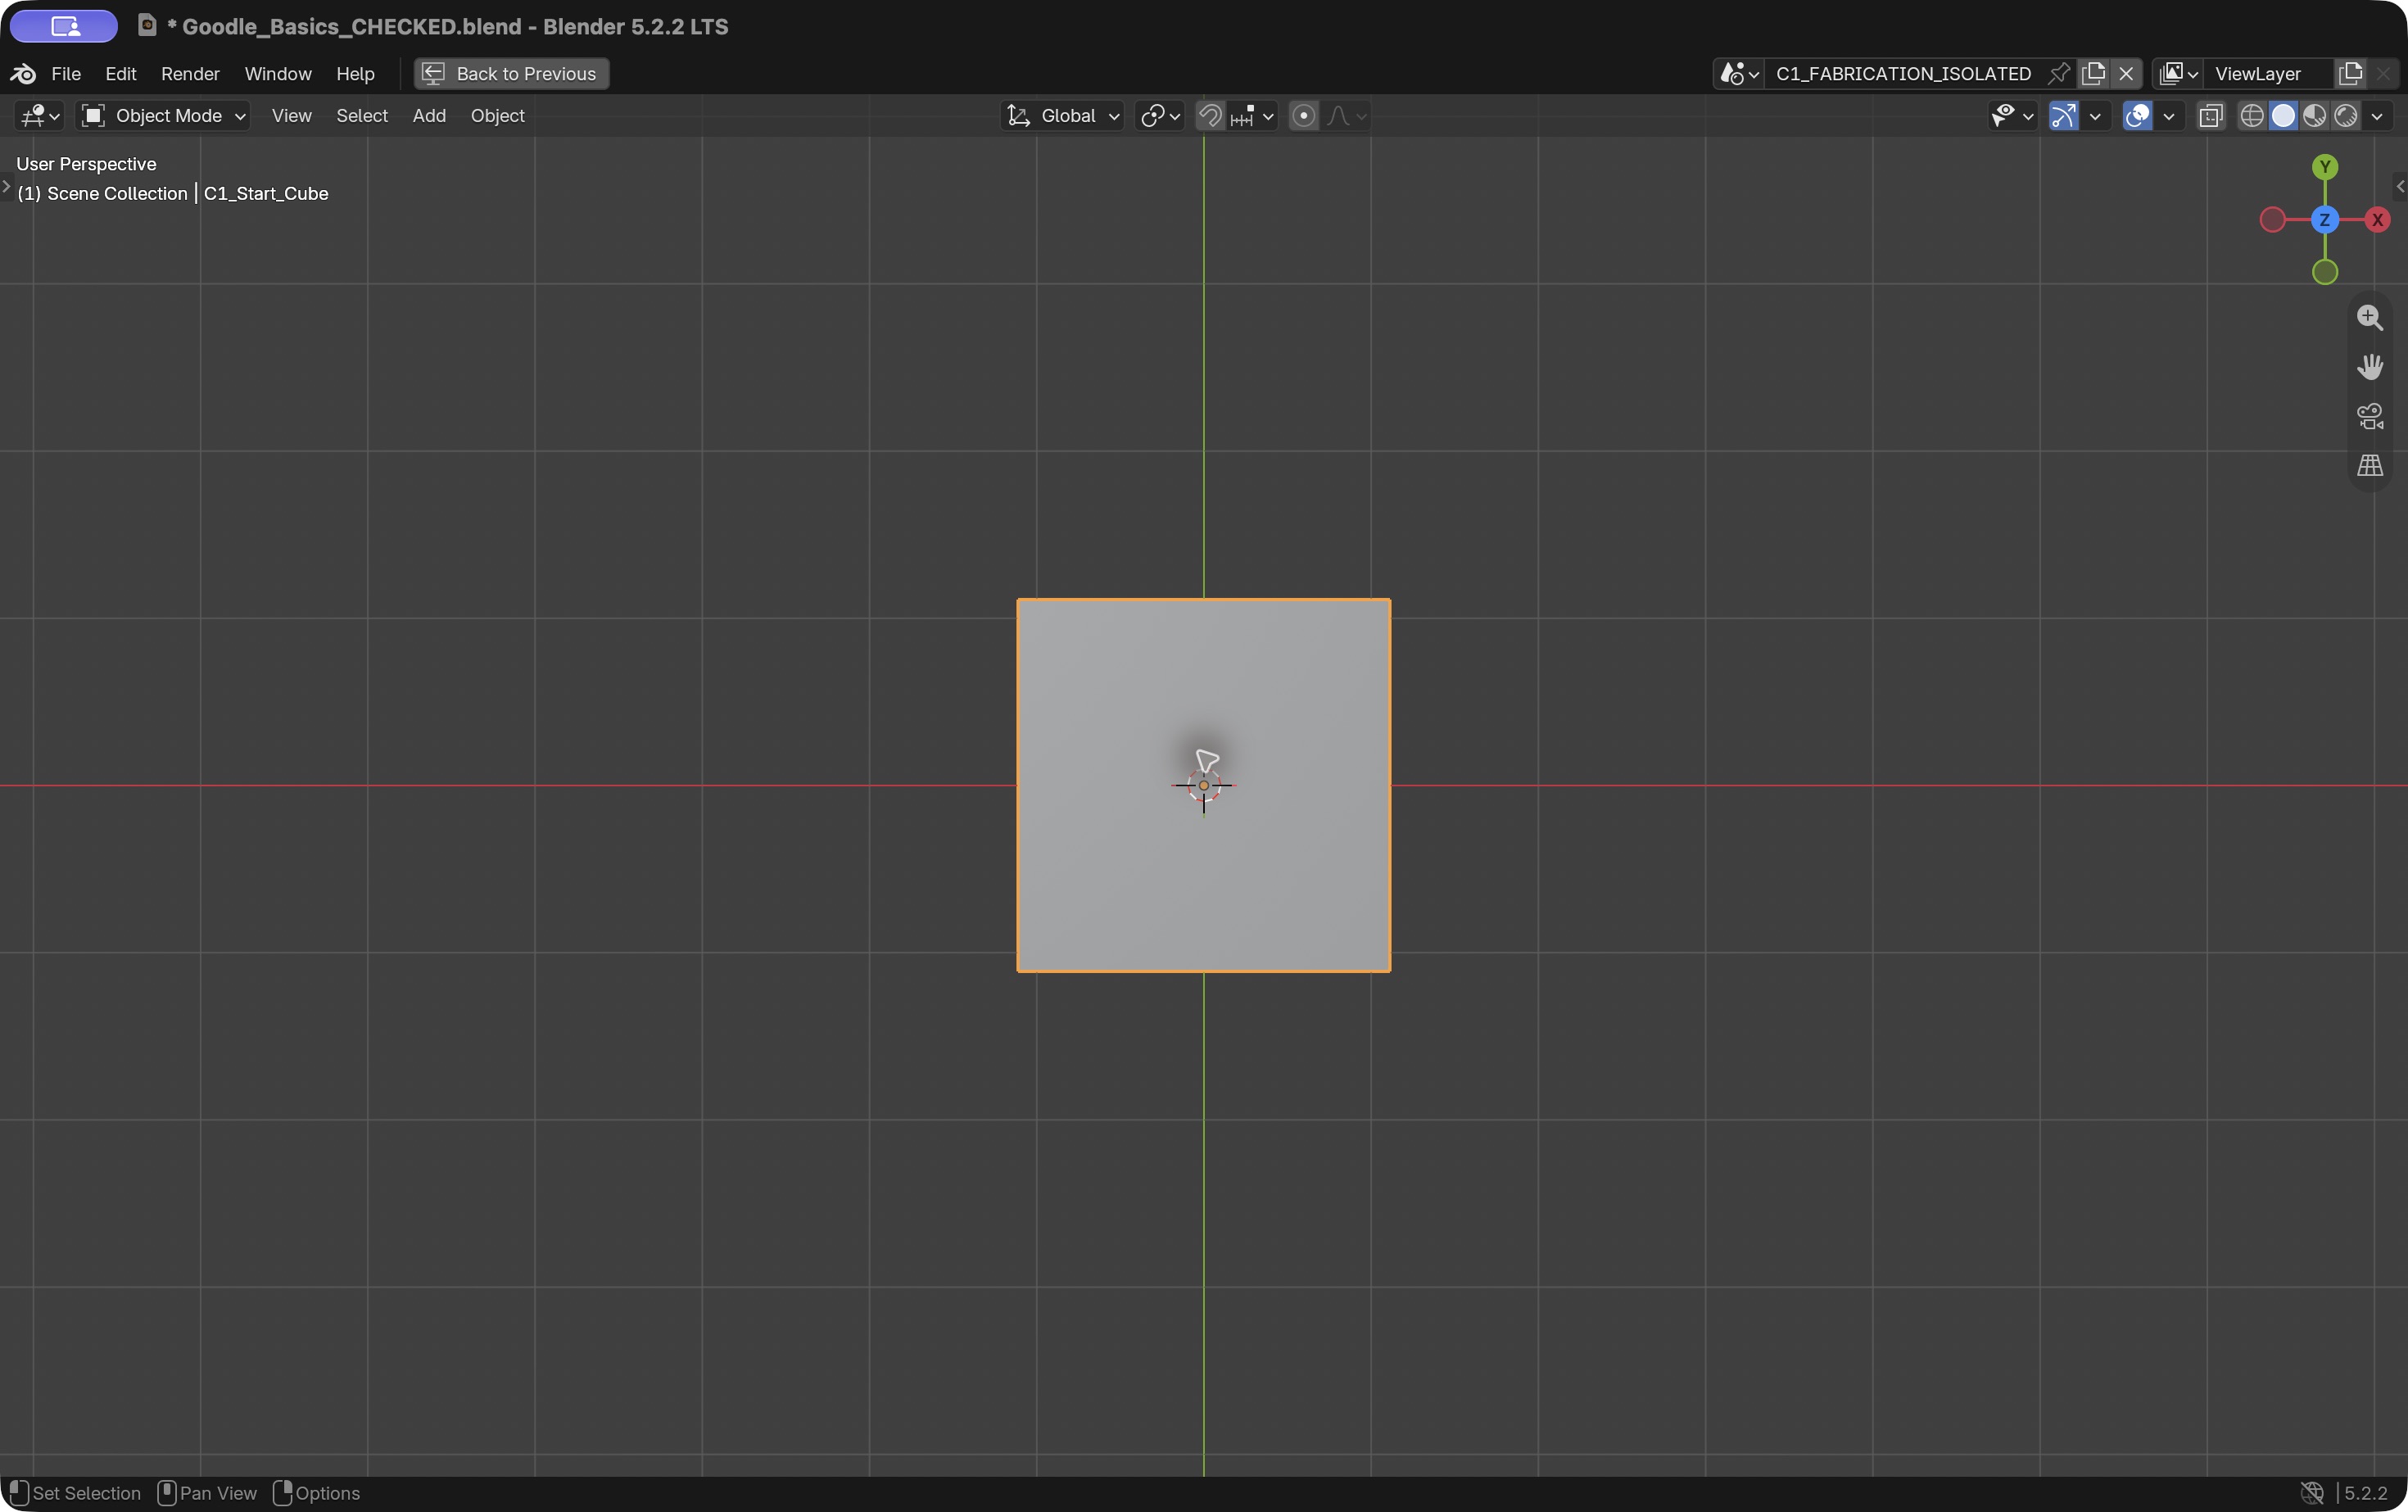 * Goodle_Basics_CHECKED.blend - Blender 5.2.2 LTS
File Edit Render Window Help Back to Previous C1_FABRICATION_ISOLATED ViewLayer
Object Mode View Select Add Object Global
User Perspective
(1) Scene Collection | C1_Start_Cube
Y
Z X
Set Selection Pan View Options 5.2.2